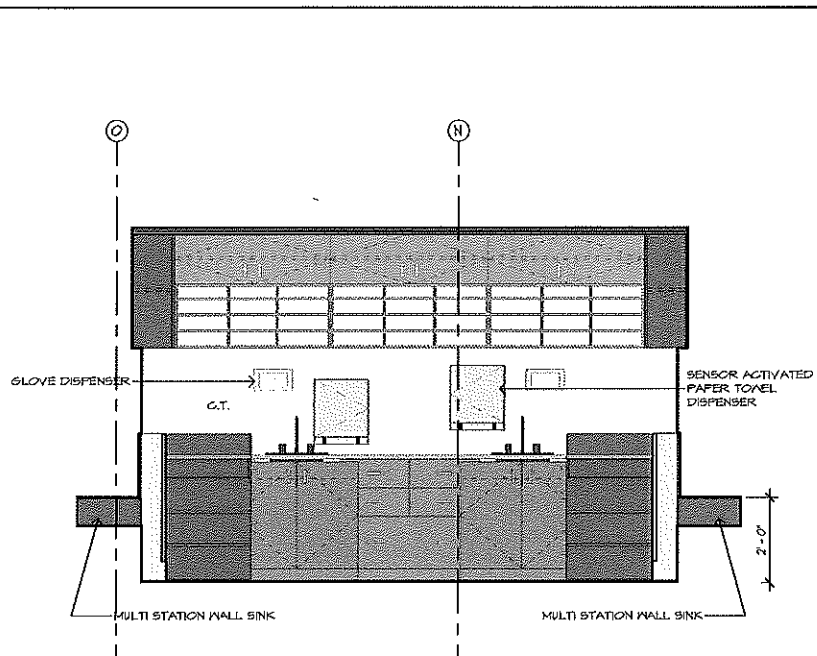 O
N
GLOVE DISPENSER
C.T.
SENSOR ACTIVATED
PAPER TOWEL
DISPENSER
2'-0"
MULTI STATION WALL SINK
MULTI STATION WALL SINK